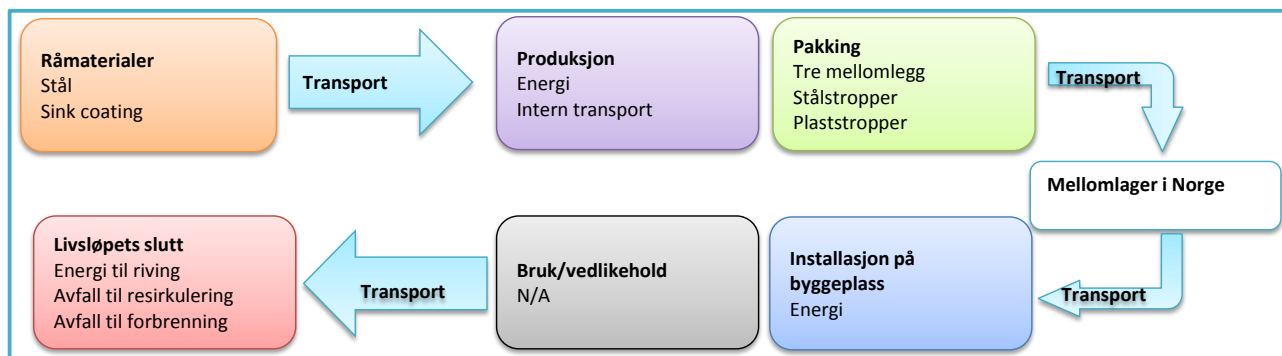 Råmaterialer
Stål
Sink coating
Transport
Produksjon
Energi
Intern transport
Pakking
Tre mellomlegg
Stålstropper
Plaststropper
Transport
Mellomlager i Norge
Transport
Installasjon på
byggeplass
Energi
Bruk/vedlikehold
N/A
Transport
Livsløpets slutt
Energi til riving
Avfall til resirkulering
Avfall til forbrenning